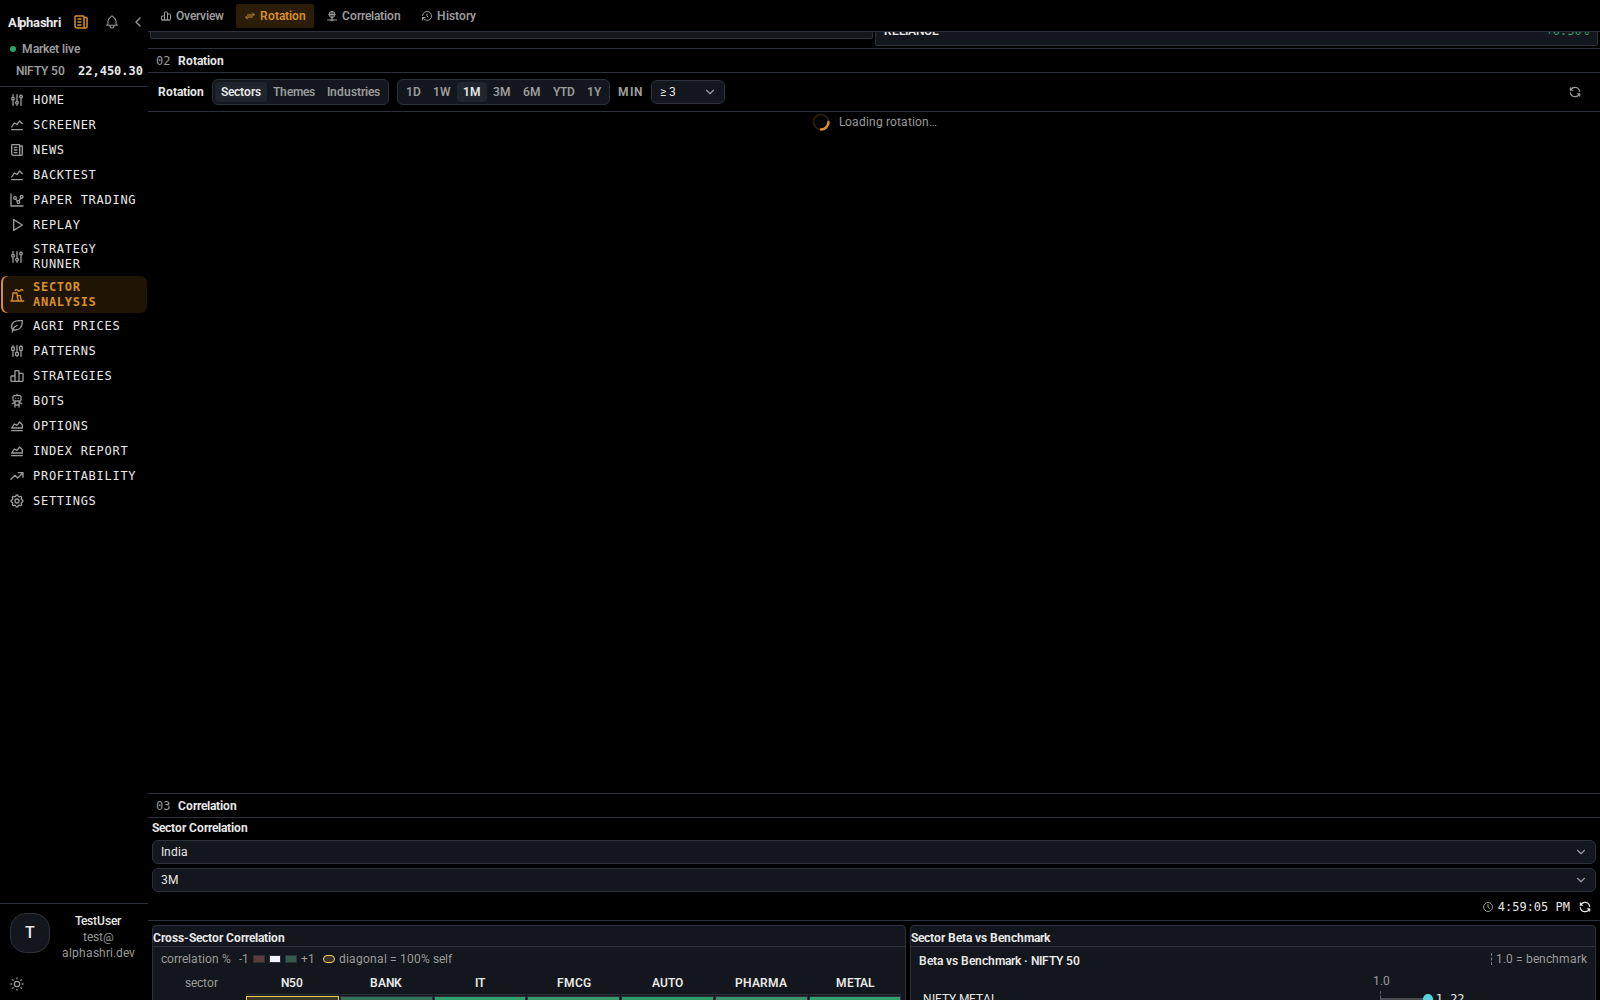 Alphashri
Market live
NIFTY 50 22,450.30
HOME
SCREENER
NEWS
BACKTEST
PAPER TRADING
REPLAY
STRATEGY
RUNNER
SECTOR
ANALYSIS
AGRI PRICES
PATTERNS
STRATEGIES
BOTS
OPTIONS
INDEX REPORT
PROFITABILITY
SETTINGS
T
TestUser
test@
alphashri.dev
Overview Rotation Correlation History
RELIANCE
02 Rotation
Rotation Sectors Themes Industries 1D 1W 1M 3M 6M YTD 1Y MIN ≥ 3
Loading rotation...
03 Correlation
Sector Correlation
India
3M
4:59:05 PM
Cross-Sector Correlation
correlation % -1 +1 diagonal = 100% self
sector N50 BANK IT FMCG AUTO PHARMA METAL
Sector Beta vs Benchmark
Beta vs Benchmark · NIFTY 50 1.0 = benchmark
1.0
NIFTY METAL 1.22